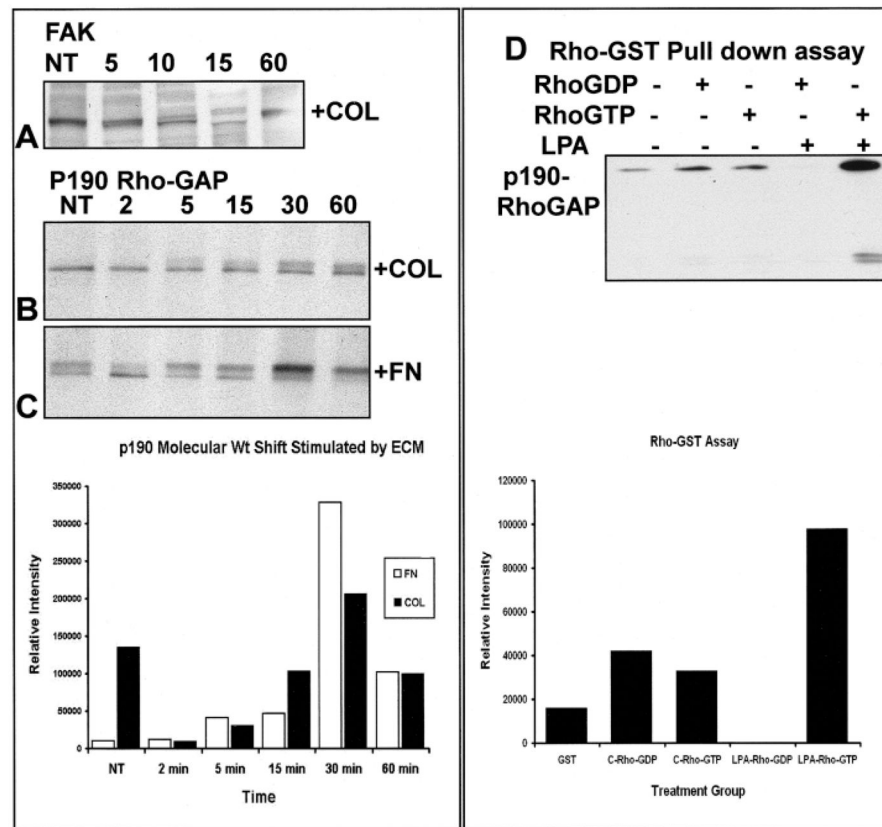 FAK
NT 5 10 15 60
+COL
A
P190 Rho-GAP
NT 2 5 15 30 60
+COL
B
+FN
C
p190 Molecular Wt Shift Stimulated by ECM
Relative Intensity
350000
300000
250000
200000
150000
100000
50000
0
FN
COL
NT 2 min 5 min 15 min 30 min 60 min
Time
D Rho-GST Pull down assay
RhoGDP - + - + -
RhoGTP - - + - +
LPA - - - + +
p190-
RhoGAP
Rho-GST Assay
Relative Intensity
120000
100000
80000
60000
40000
20000
0
GST C-Rho-GDP C-Rho-GTP LPA-Rho-GDP LPA-Rho-GTP
Treatment Group